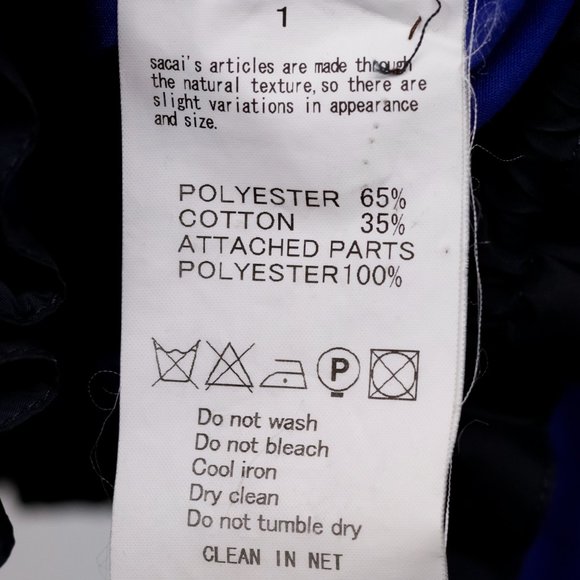 1
sacai's articles are made through
the natural texture, so there are
slight variations in appearance
and size.
POLYESTER 65%
COTTON 35%
ATTACHED PARTS
POLYESTER100%
P
Do not wash
Do not bleach
Cool iron
Dry clean
Do not tumble dry
CLEAN IN NET